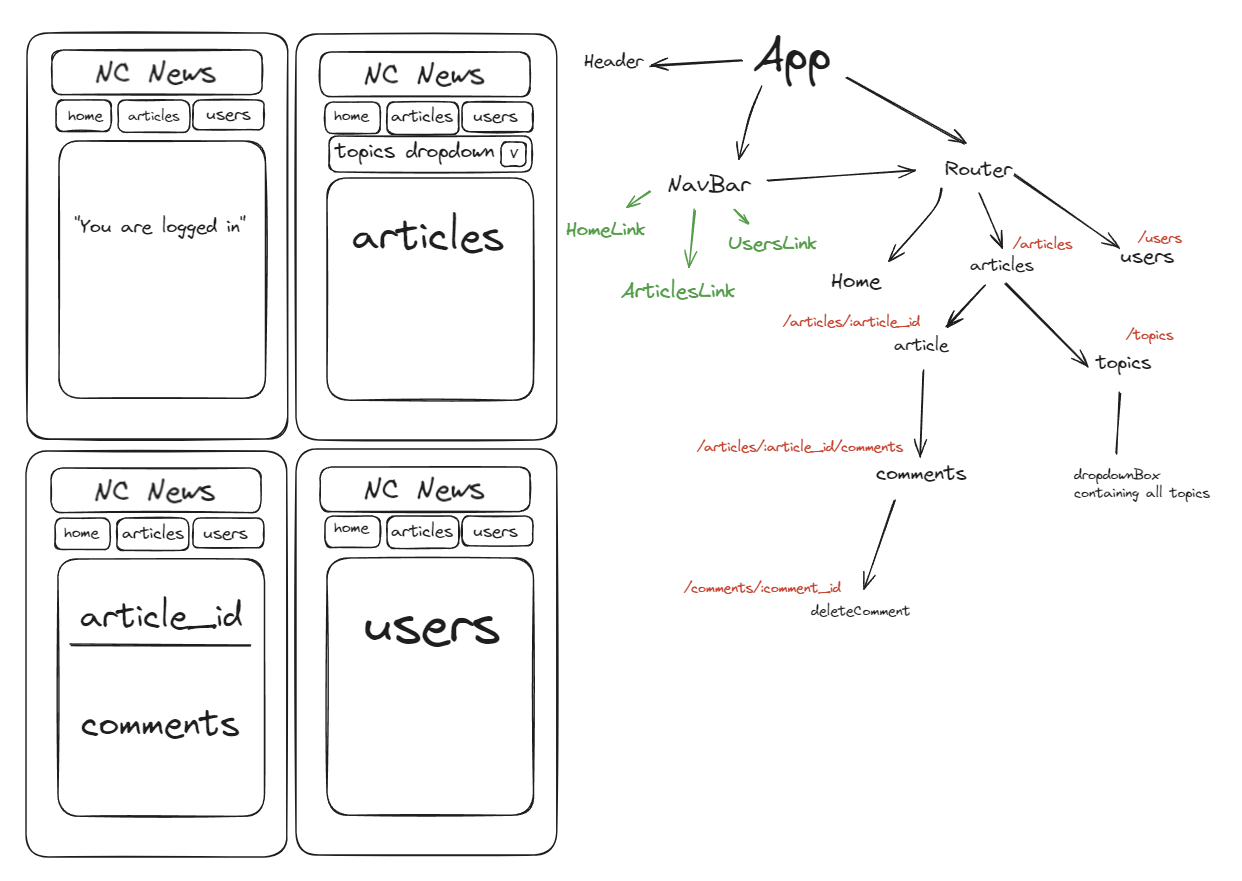 NC News
home articles users
"You are logged in"
NC News
home articles users
topics dropdown v
articles
NC News
home articles users
article_id
comments
NC News
home articles users
users
App
Header
NavBar
Router
HomeLink
UsersLink
ArticlesLink
Home
/articles
articles
/users
users
/articles/:article_id
article
/topics
topics
/articles/:article_id/comments
comments
dropdownBox
containing all topics
/comments/:comment_id
deleteComment